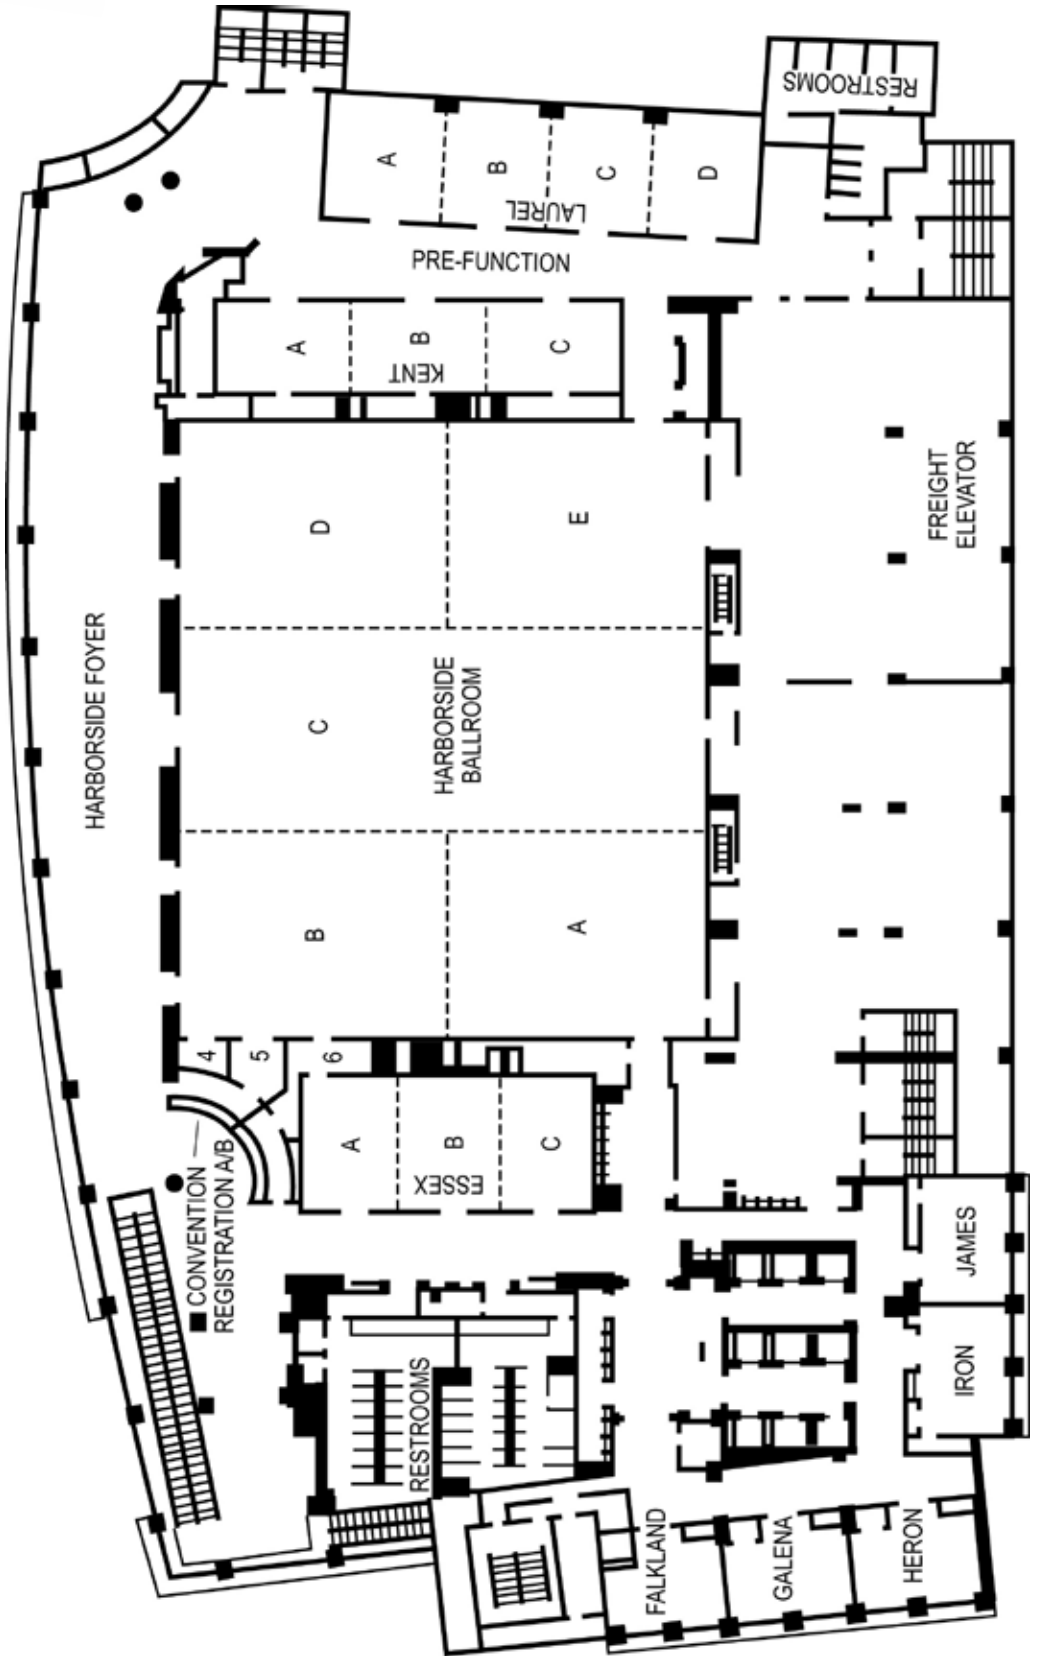 RESTROOMS
A
B
C
D
LAUREL
PRE-FUNCTION
A
B
C
KENT
D
E
FREIGHT
ELEVATOR
HARBORSIDE FOYER
C
HARBORSIDE
BALLROOM
B
A
4
5
6
A
B
C
ESSEX
CONVENTION
REGISTRATION A/B
JAMES
IRON
RESTROOMS
FALKLAND
GALENA
HERON